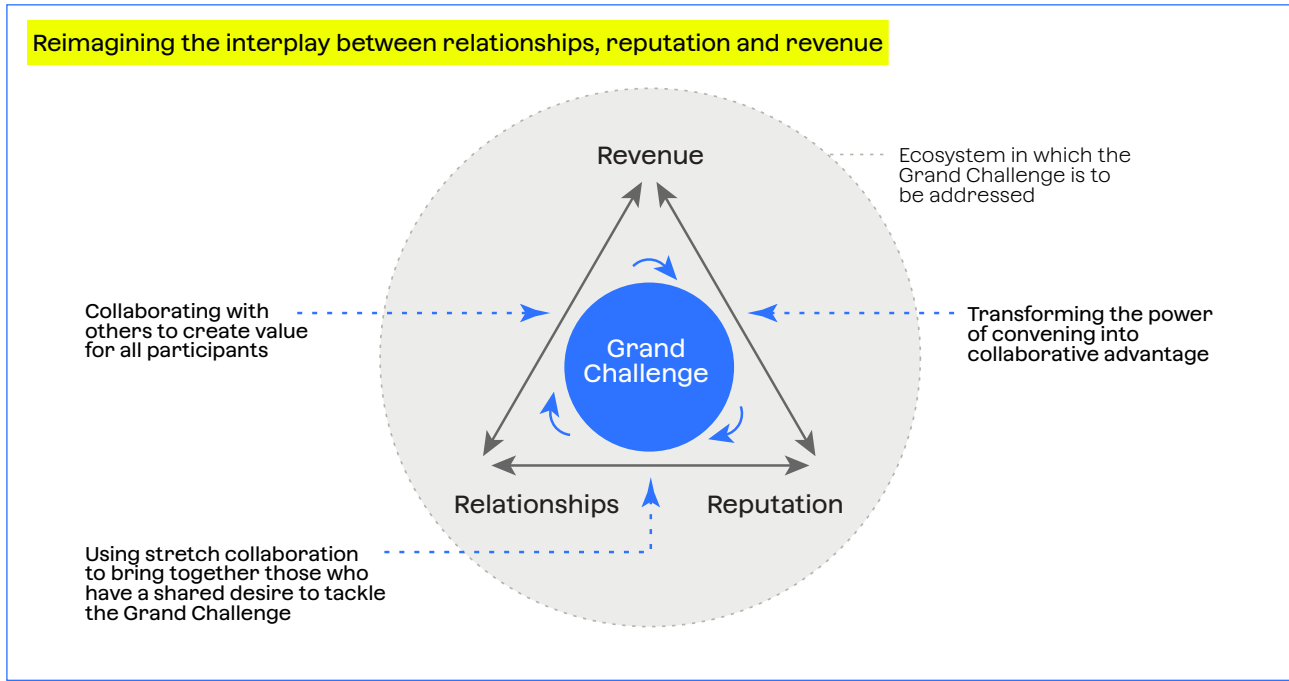 Reimagining the interplay between relationships, reputation and revenue
Revenue
Ecosystem in which the
Grand Challenge is to
be addressed
Collaborating with
others to create value
for all participants
Grand
Challenge
Transforming the power
of convening into
collaborative advantage
Relationships
Reputation
Using stretch collaboration
to bring together those who
have a shared desire to tackle
the Grand Challenge